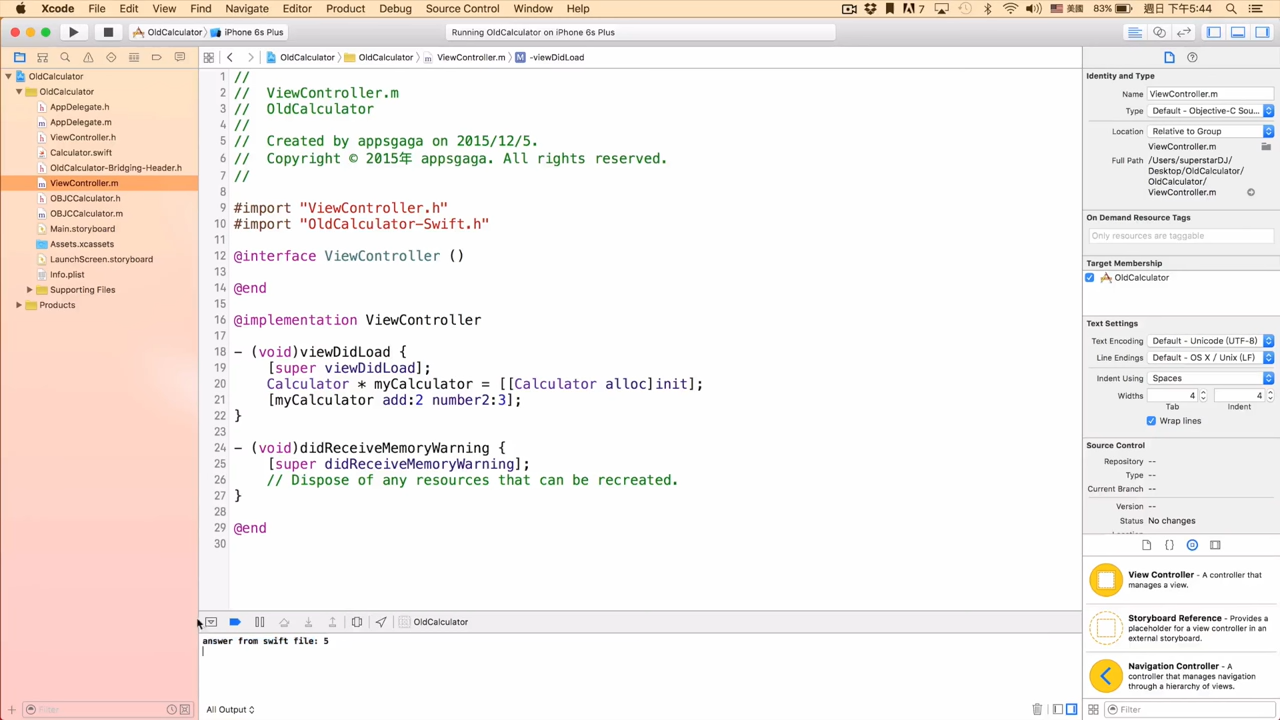 Xcode File Edit View Find Navigate Editor Product Debug Source Control Window Help 7 美國 83% 週日下午5:44
OldCalculator iPhone 6s Plus Running OldCalculator on iPhone 6s Plus
OldCalculator OldCalculator ViewController.m M -viewDidLoad
OldCalculator
OldCalculator
h AppDelegate.h
m AppDelegate.m
h ViewController.h
Calculator.swift
h OldCalculator-Bridging-Header.h
m ViewController.m
h OBJCCalculator.h
m OBJCCalculator.m
Main.storyboard
Assets.xcassets
LaunchScreen.storyboard
Info.plist
Supporting Files
Products
Filter
1 //
2 // ViewController.m
3 // OldCalculator
4 //
5 // Created by appsgaga on 2015/12/5.
6 // Copyright © 2015年 appsgaga. All rights reserved.
7 //
8
9 #import "ViewController.h"
10 #import "OldCalculator-Swift.h"
11
12 @interface ViewController ()
13
14 @end
15
16 @implementation ViewController
17
18 - (void)viewDidLoad {
19 [super viewDidLoad];
20 Calculator * myCalculator = [[Calculator alloc]init];
21 [myCalculator add:2 number2:3];
22 }
23
24 - (void)didReceiveMemoryWarning {
25 [super didReceiveMemoryWarning];
26 // Dispose of any resources that can be recreated.
27 }
28
29 @end
30
OldCalculator
answer from swift file: 5
All Output
Identity and Type
Name ViewController.m
Type Default - Objective-C Sou...
Location Relative to Group
ViewController.m
Full Path /Users/superstarDJ/
Desktop/OldCalculator/
OldCalculator/
ViewController.m
On Demand Resource Tags
Only resources are taggable
Target Membership
OldCalculator
Text Settings
Text Encoding Default - Unicode (UTF-8)
Line Endings Default - OS X / Unix (LF)
Indent Using Spaces
Widths 4 4
Tab Indent
Wrap lines
Source Control
Repository --
Type --
Current Branch --
Version --
Status No changes
{}
View Controller - A controller that
manages a view.
Storyboard Reference - Provides a
placeholder for a view controller in an
external storyboard.
Navigation Controller - A
controller that manages navigation
through a hierarchy of views.
Filter